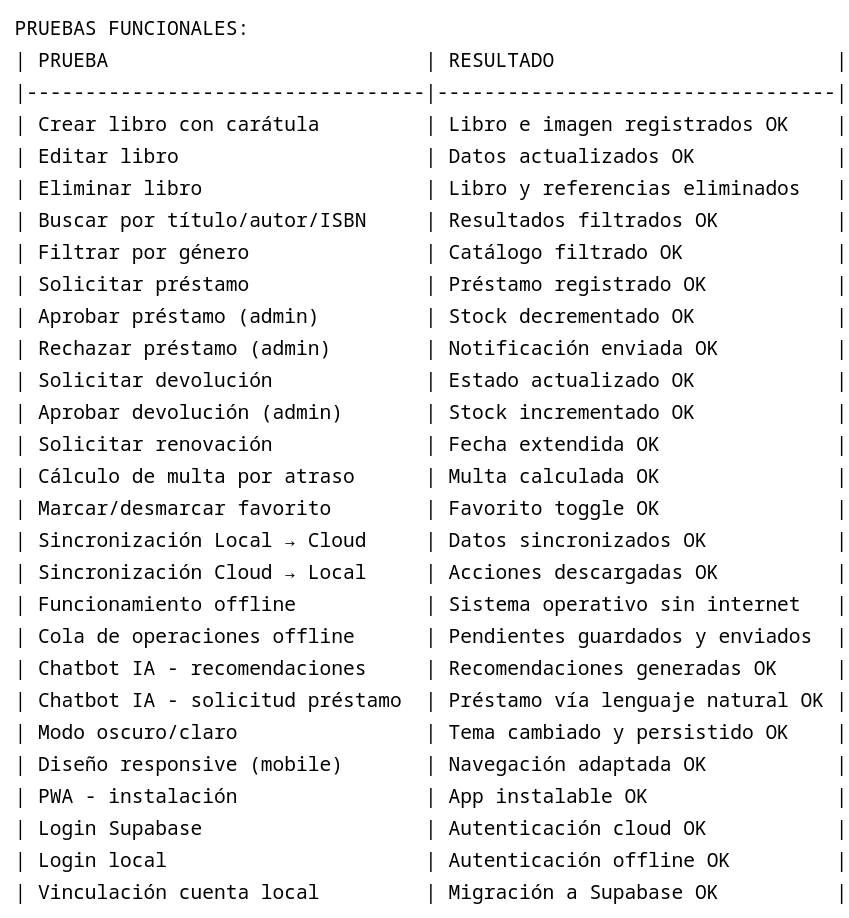 PRUEBAS FUNCIONALES:
| PRUEBA                           | RESULTADO                        |
|----------------------------------|----------------------------------|
| Crear libro con carátula         | Libro e imagen registrados OK    |
| Editar libro                     | Datos actualizados OK            |
| Eliminar libro                   | Libro y referencias eliminados   |
| Buscar por título/autor/ISBN     | Resultados filtrados OK          |
| Filtrar por género               | Catálogo filtrado OK             |
| Solicitar préstamo               | Préstamo registrado OK           |
| Aprobar préstamo (admin)         | Stock decrementado OK            |
| Rechazar préstamo (admin)        | Notificación enviada OK          |
| Solicitar devolución             | Estado actualizado OK            |
| Aprobar devolución (admin)       | Stock incrementado OK            |
| Solicitar renovación             | Fecha extendida OK               |
| Cálculo de multa por atraso      | Multa calculada OK               |
| Marcar/desmarcar favorito        | Favorito toggle OK               |
| Sincronización Local → Cloud     | Datos sincronizados OK           |
| Sincronización Cloud → Local     | Acciones descargadas OK          |
| Funcionamiento offline           | Sistema operativo sin internet   |
| Cola de operaciones offline      | Pendientes guardados y enviados  |
| Chatbot IA - recomendaciones     | Recomendaciones generadas OK     |
| Chatbot IA - solicitud préstamo  | Préstamo vía lenguaje natural OK |
| Modo oscuro/claro                | Tema cambiado y persistido OK    |
| Diseño responsive (mobile)       | Navegación adaptada OK           |
| PWA - instalación                | App instalable OK                |
| Login Supabase                   | Autenticación cloud OK           |
| Login local                      | Autenticación offline OK         |
| Vinculación cuenta local         | Migración a Supabase OK          |